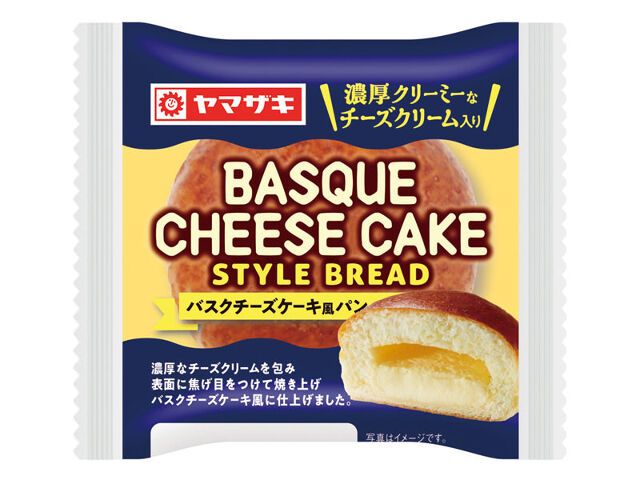 ヤマザキ
濃厚クリーミーな
チーズクリーム入り
BASQUE
CHEESE CAKE
STYLE BREAD
バスクチーズケーキ風パン
濃厚なチーズクリームを包み
表面に焦げ目をつけて焼き上げ
バスクチーズケーキ風に仕上げました。
写真はイメージです。